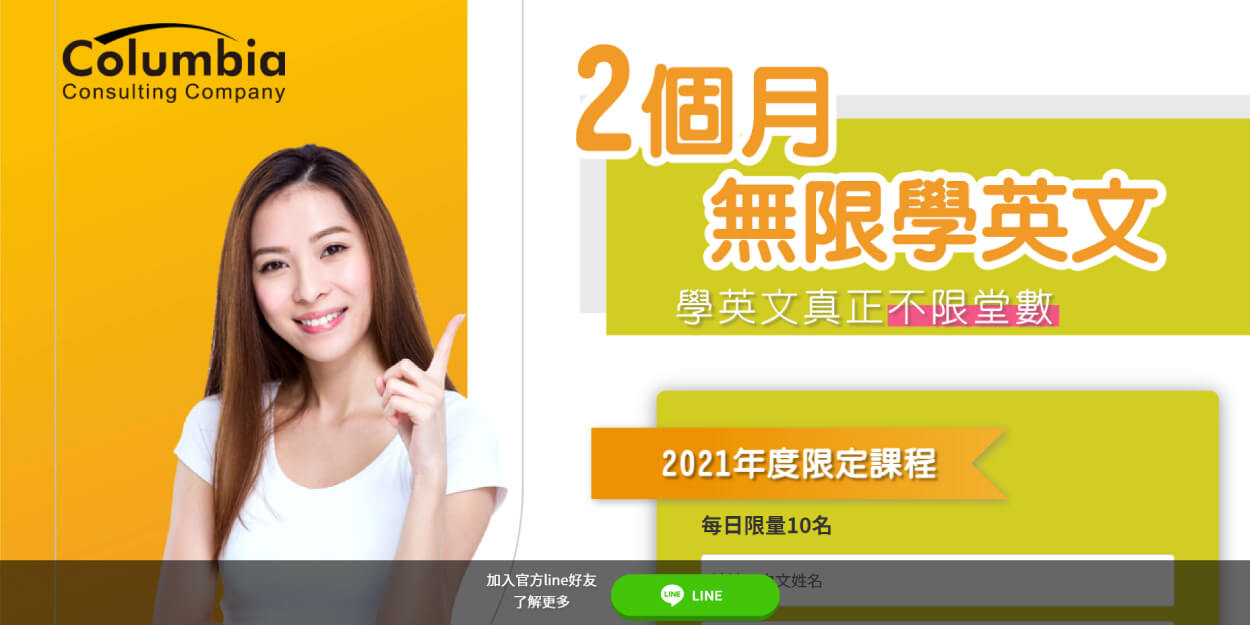 Columbia
Consulting Company
2個月
無限學英文
學英文真正不限堂數
2021年度限定課程
每日限量10名
文姓名
加入官方line好友
了解更多
LINE
LINE